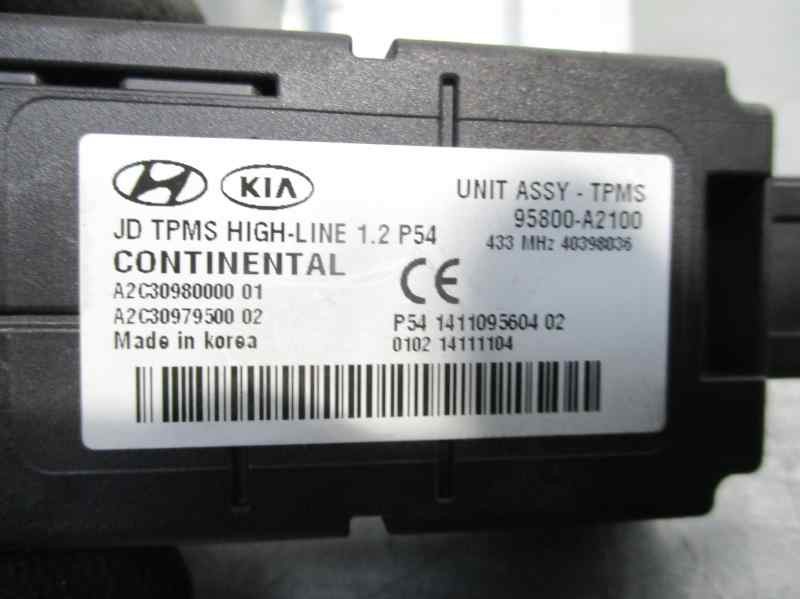 KIA
UNIT ASSY - TPMS
JD TPMS HIGH-LINE 1.2 P54
95800-A2100
CONTINENTAL
433 MHz 40398036
A2C30980000 01
CE
A2C30979500 02
P54 1411095604 02
Made in korea
0102 14111104